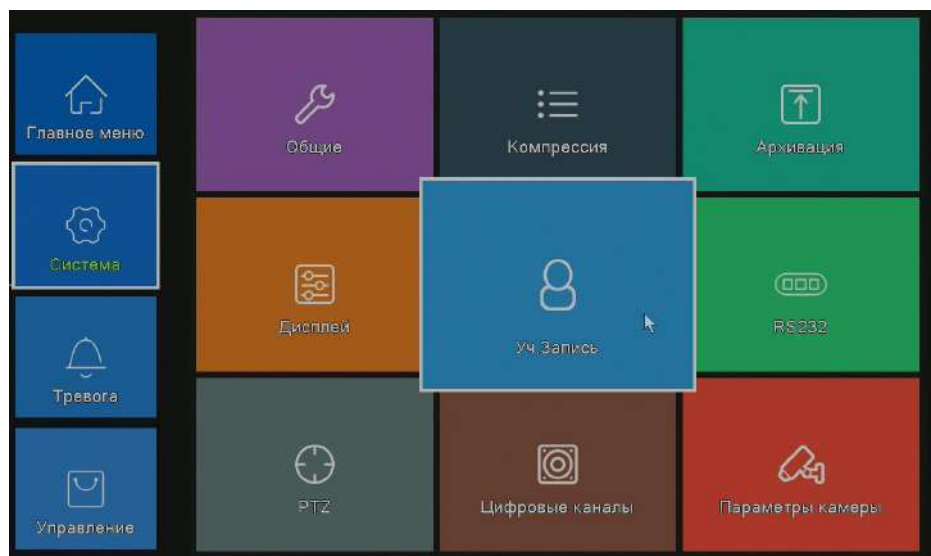 Главное меню
Система
Тревога
Управление
Общие
Компрессия
Архивация
Дисплей
Уч.Запись
RS232
PTZ
Цифровые каналы
Параметры камеры